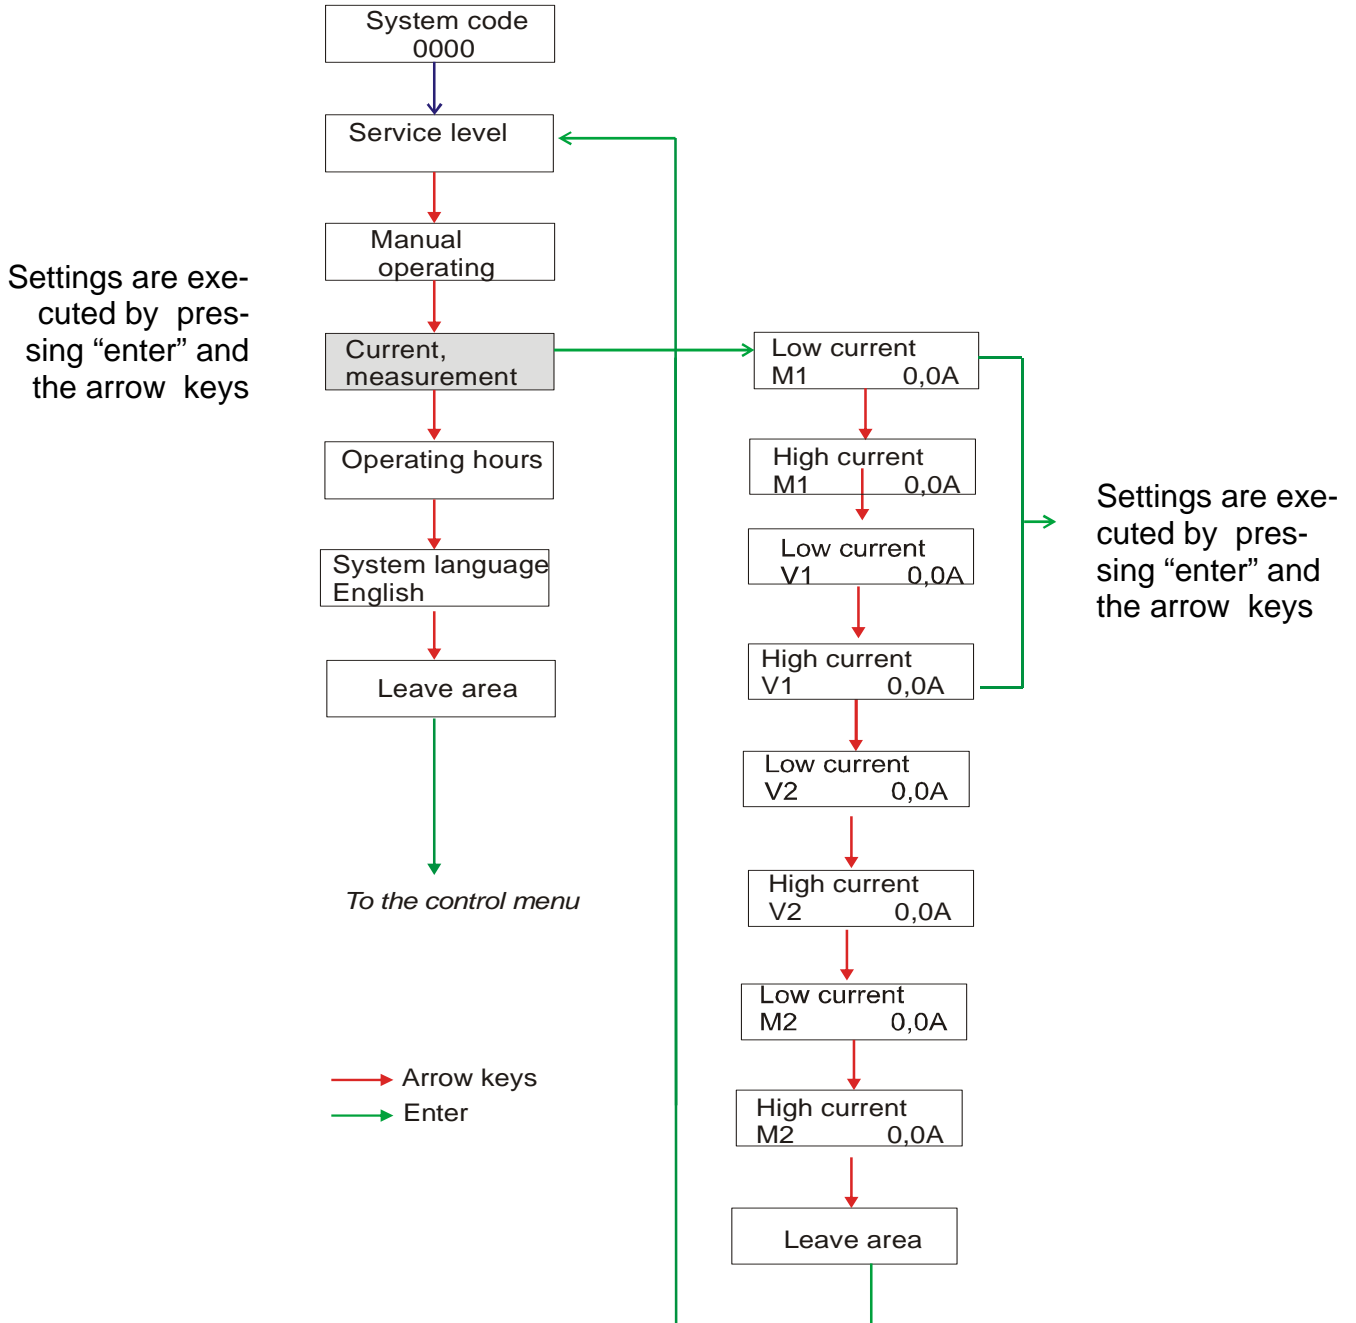 System code
0000
Service level
Manual
operating
Settings are exe-
cuted by pres-
sing “enter” and
the arrow keys
Current,
measurement
Operating hours
System language
English
Leave area
To the control menu
Arrow keys
Enter
Low current
M1 0,0A
High current
M1 0,0A
Low current
V1 0,0A
High current
V1 0,0A
Low current
V2 0,0A
High current
V2 0,0A
Low current
M2 0,0A
High current
M2 0,0A
Leave area
Settings are exe-
cuted by pres-
sing “enter” and
the arrow keys